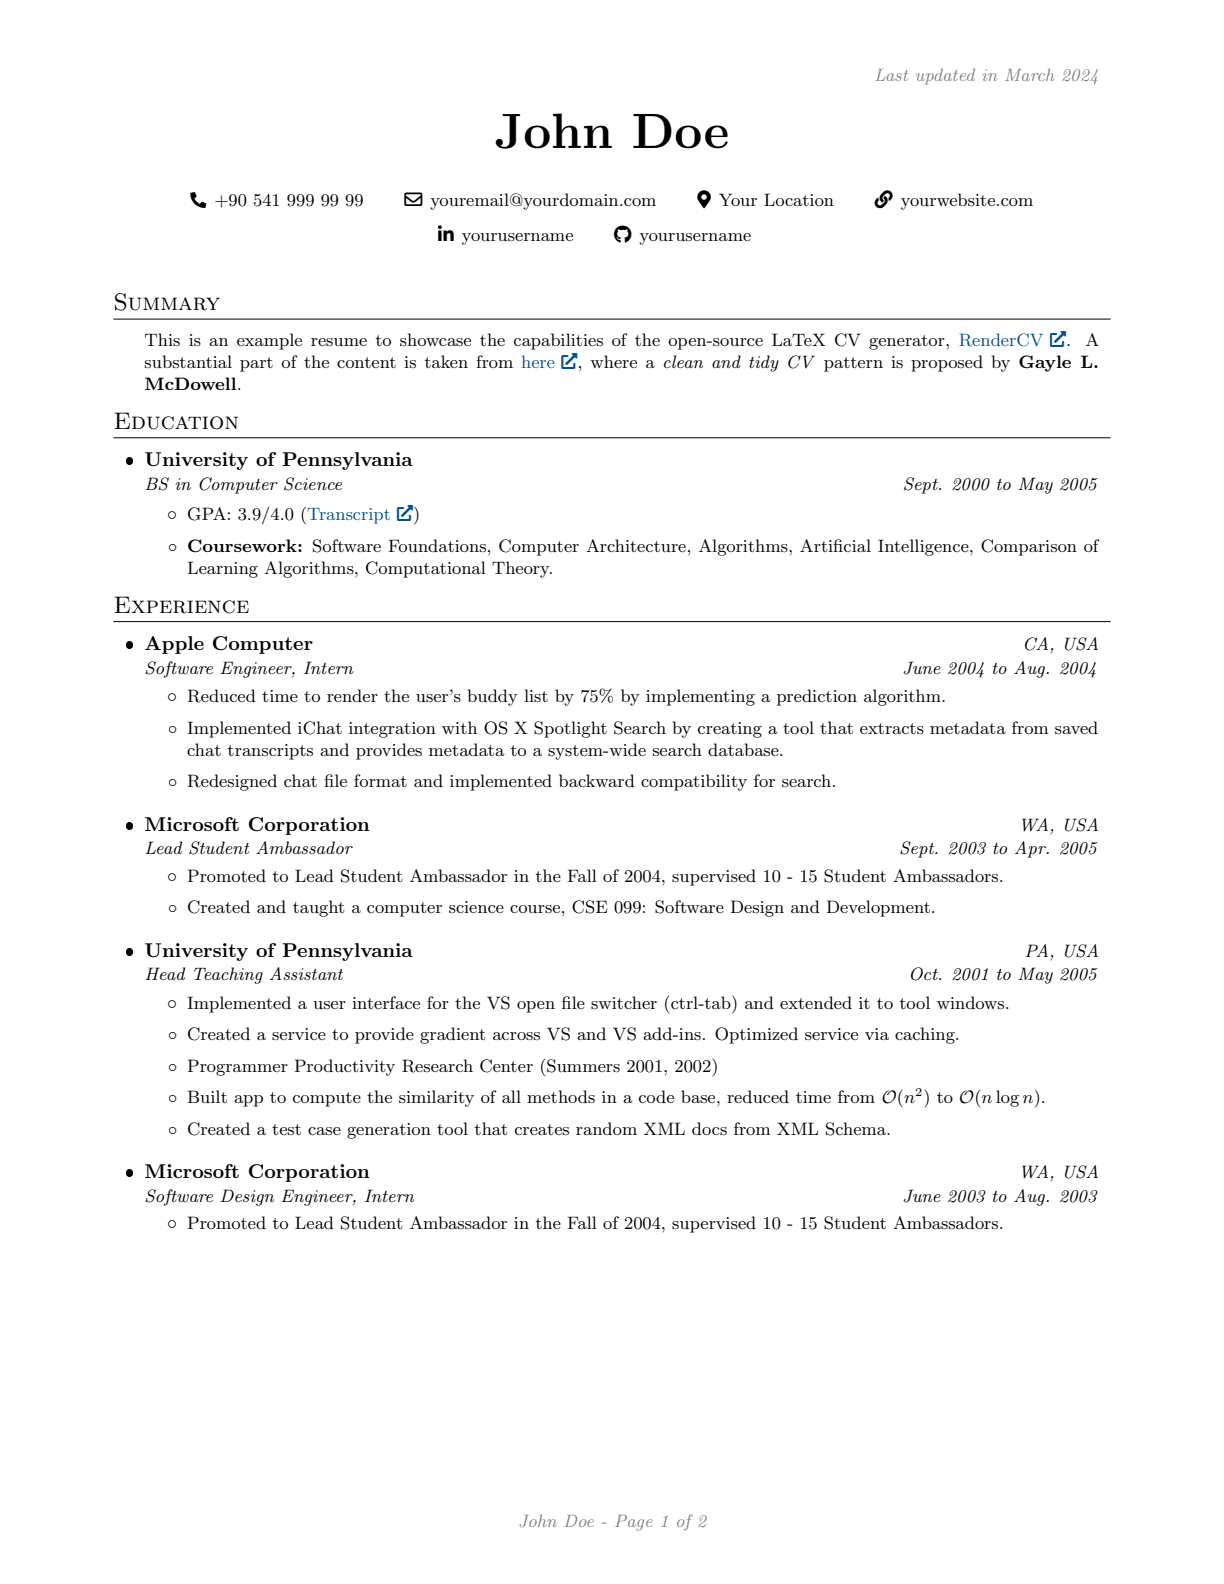 Last updated in March 2024
John Doe
+90 541 999 99 99 youremail@yourdomain.com Your Location yourwebsite.com
yourusername yourusername
Summary
This is an example resume to showcase the capabilities of the open-source LaTeX CV generator, RenderCV. A
substantial part of the content is taken from here, where a clean and tidy CV pattern is proposed by Gayle L.
McDowell.
Education
• University of Pennsylvania
BS in Computer Science Sept. 2000 to May 2005
◦ GPA: 3.9/4.0 (Transcript)
◦ Coursework: Software Foundations, Computer Architecture, Algorithms, Artificial Intelligence, Comparison of
Learning Algorithms, Computational Theory.
Experience
• Apple Computer CA, USA
Software Engineer, Intern June 2004 to Aug. 2004
◦ Reduced time to render the user's buddy list by 75% by implementing a prediction algorithm.
◦ Implemented iChat integration with OS X Spotlight Search by creating a tool that extracts metadata from saved
chat transcripts and provides metadata to a system-wide search database.
◦ Redesigned chat file format and implemented backward compatibility for search.
• Microsoft Corporation WA, USA
Lead Student Ambassador Sept. 2003 to Apr. 2005
◦ Promoted to Lead Student Ambassador in the Fall of 2004, supervised 10 - 15 Student Ambassadors.
◦ Created and taught a computer science course, CSE 099: Software Design and Development.
• University of Pennsylvania PA, USA
Head Teaching Assistant Oct. 2001 to May 2005
◦ Implemented a user interface for the VS open file switcher (ctrl-tab) and extended it to tool windows.
◦ Created a service to provide gradient across VS and VS add-ins. Optimized service via caching.
◦ Programmer Productivity Research Center (Summers 2001, 2002)
◦ Built app to compute the similarity of all methods in a code base, reduced time from 𝒪(n²) to 𝒪(n log n).
◦ Created a test case generation tool that creates random XML docs from XML Schema.
• Microsoft Corporation WA, USA
Software Design Engineer, Intern June 2003 to Aug. 2003
◦ Promoted to Lead Student Ambassador in the Fall of 2004, supervised 10 - 15 Student Ambassadors.
John Doe - Page 1 of 2